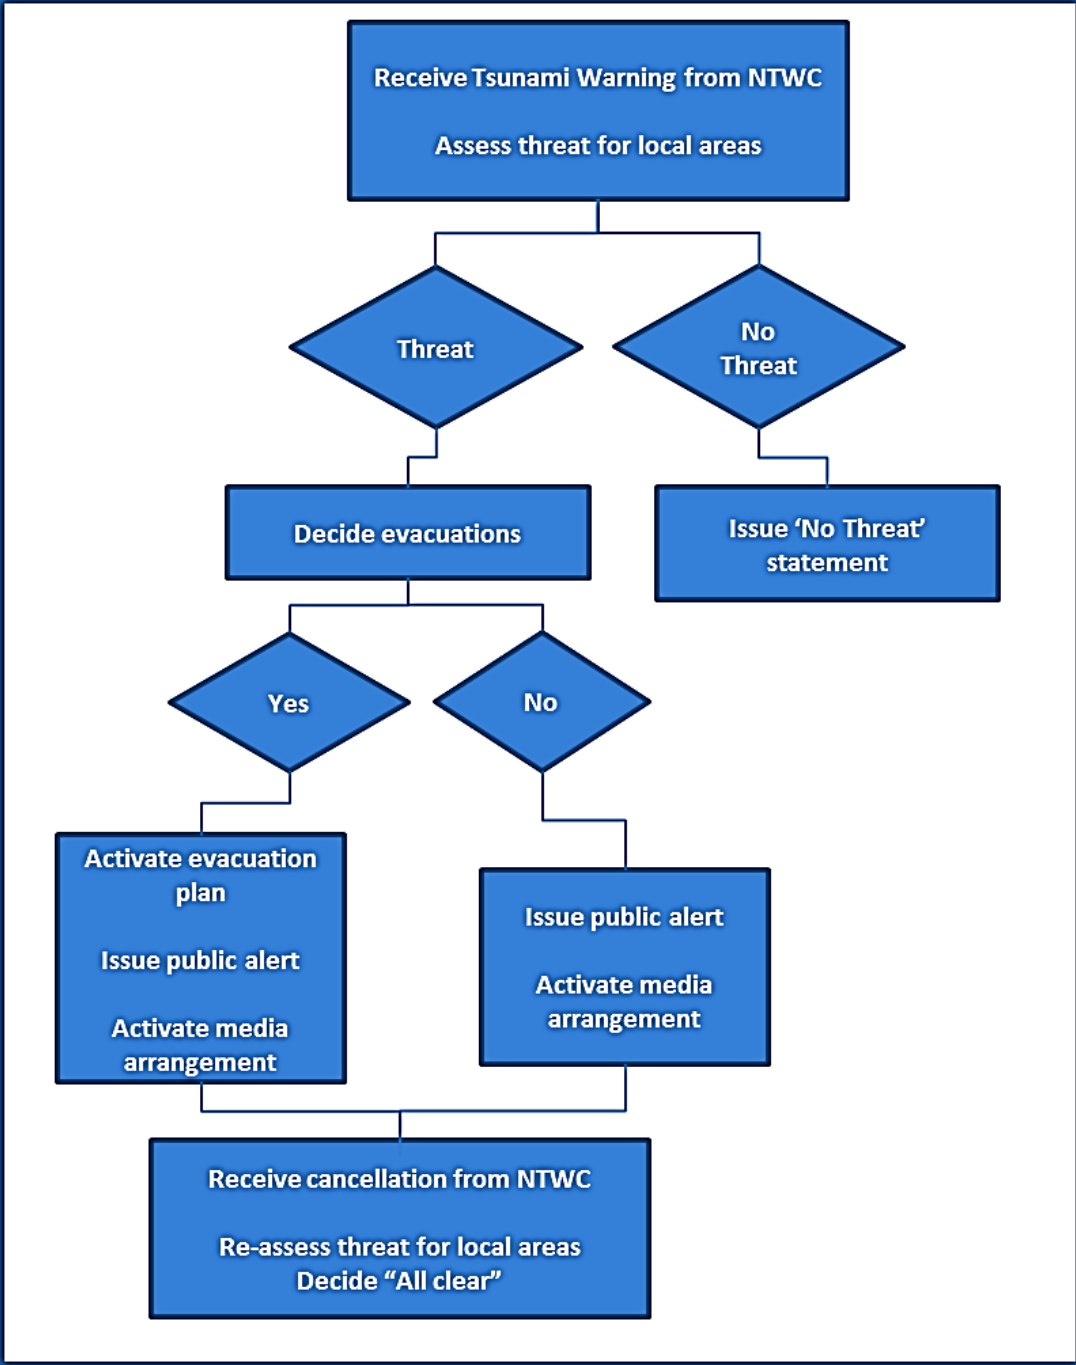 Receive Tsunami Warning from NTWC
Assess threat for local areas
Threat
No
Threat
Decide evacuations
Issue ‘No Threat’
statement
Yes
No
Activate evacuation
plan
Issue public alert
Activate media
arrangement
Issue public alert
Activate media
arrangement
Receive cancellation from NTWC
Re-assess threat for local areas
Decide “All clear”